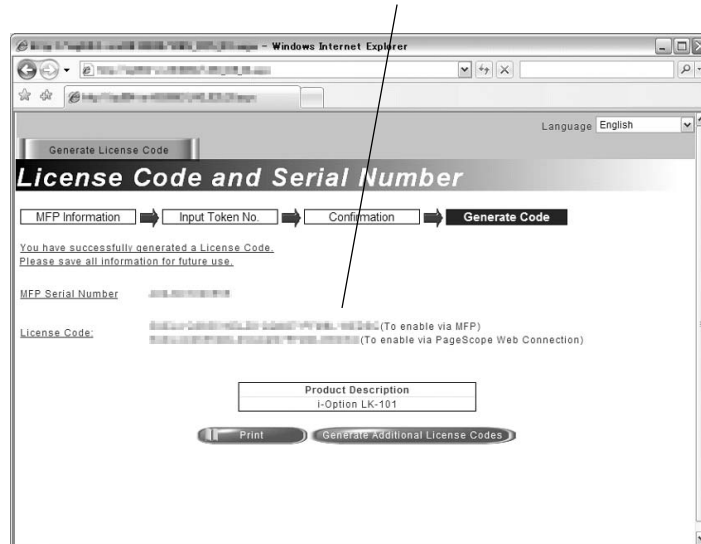 – Windows Internet Explorer
Language English
Generate License Code
License Code and Serial Number
MFP Information Input Token No. Confirmation Generate Code
You have successfully generated a License Code.
Please save all information for future use.
MFP Serial Number
License Code: (To enable via MFP)
(To enable via PageScope Web Connection)
Product Description
i-Option LK-101
Print Generate Additional License Codes